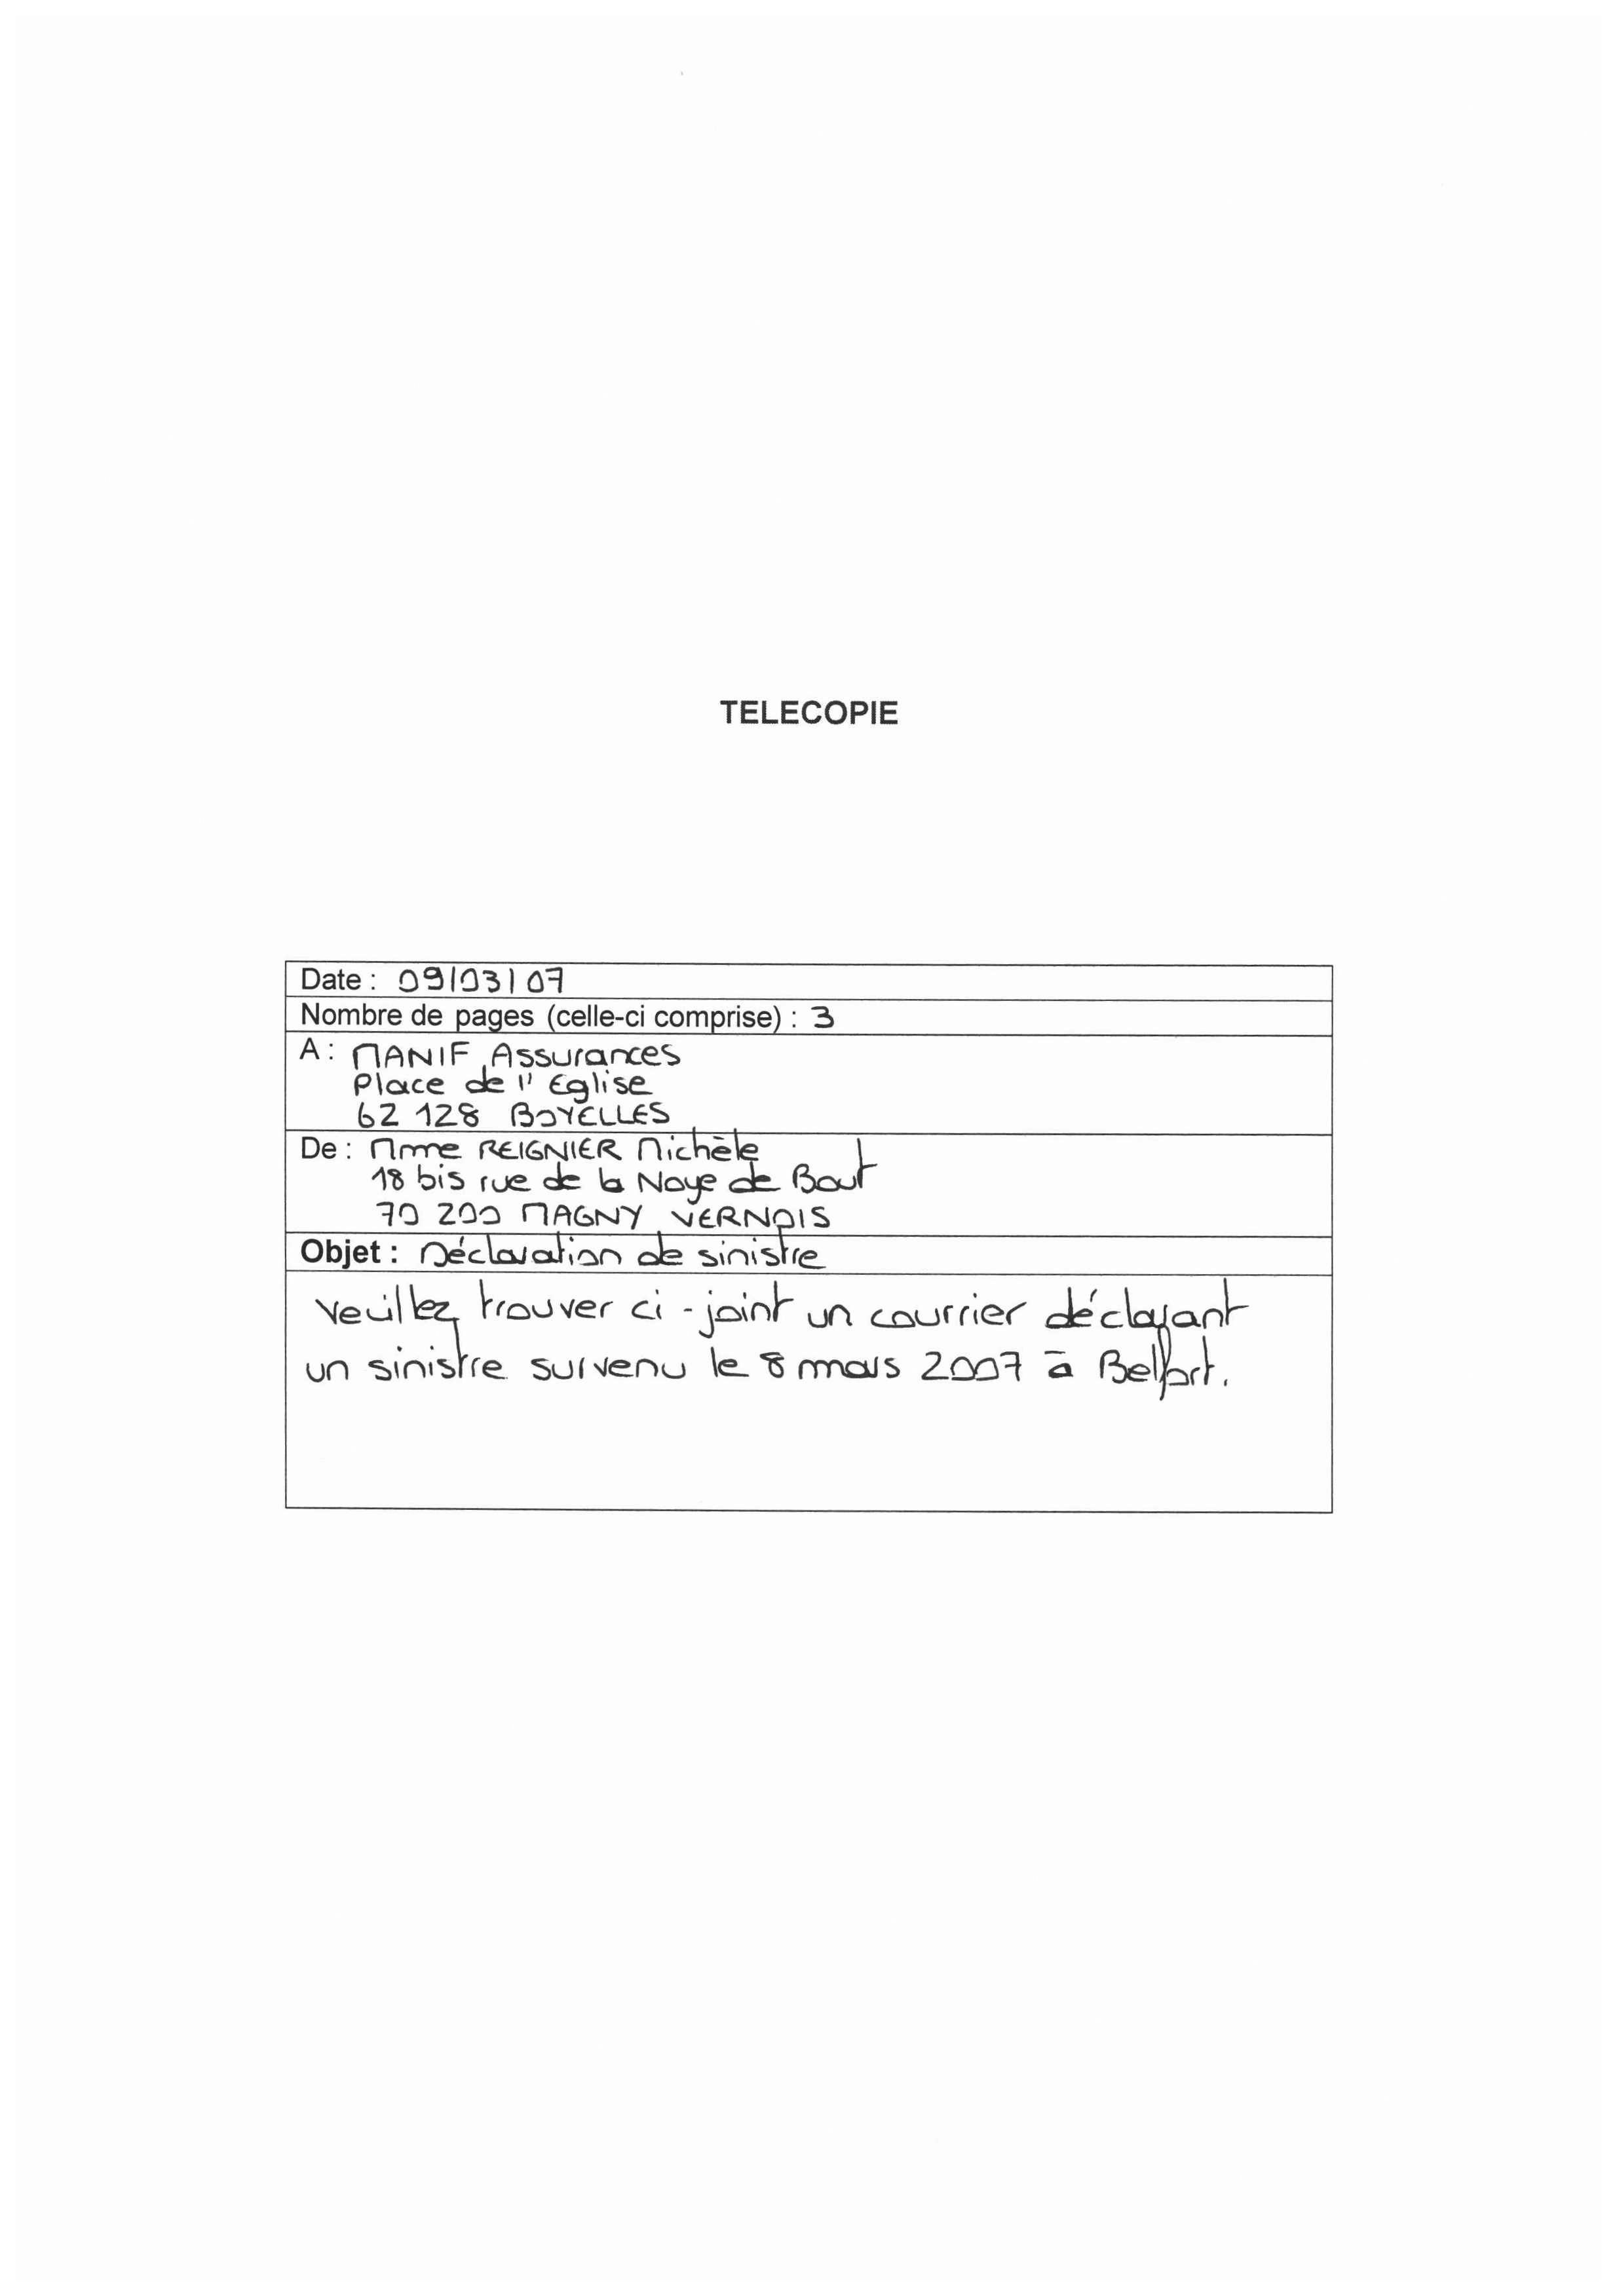 TELECOPIE
Date : 09/03/07
Nombre de pages (celle-ci comprise) : 3
A : MANIF Assurances
Place de l' Eglise
62 128 BOYELLES
De : Mme REIGNIER Michèle
18 bis rue de la Noye de Bout
70 200 MAGNY VERNOIS
Objet : Déclaration de sinistre
Veuillez trouver ci-joint un courrier déclarant
un sinistre survenu le 8 mars 2007 à Belfort.